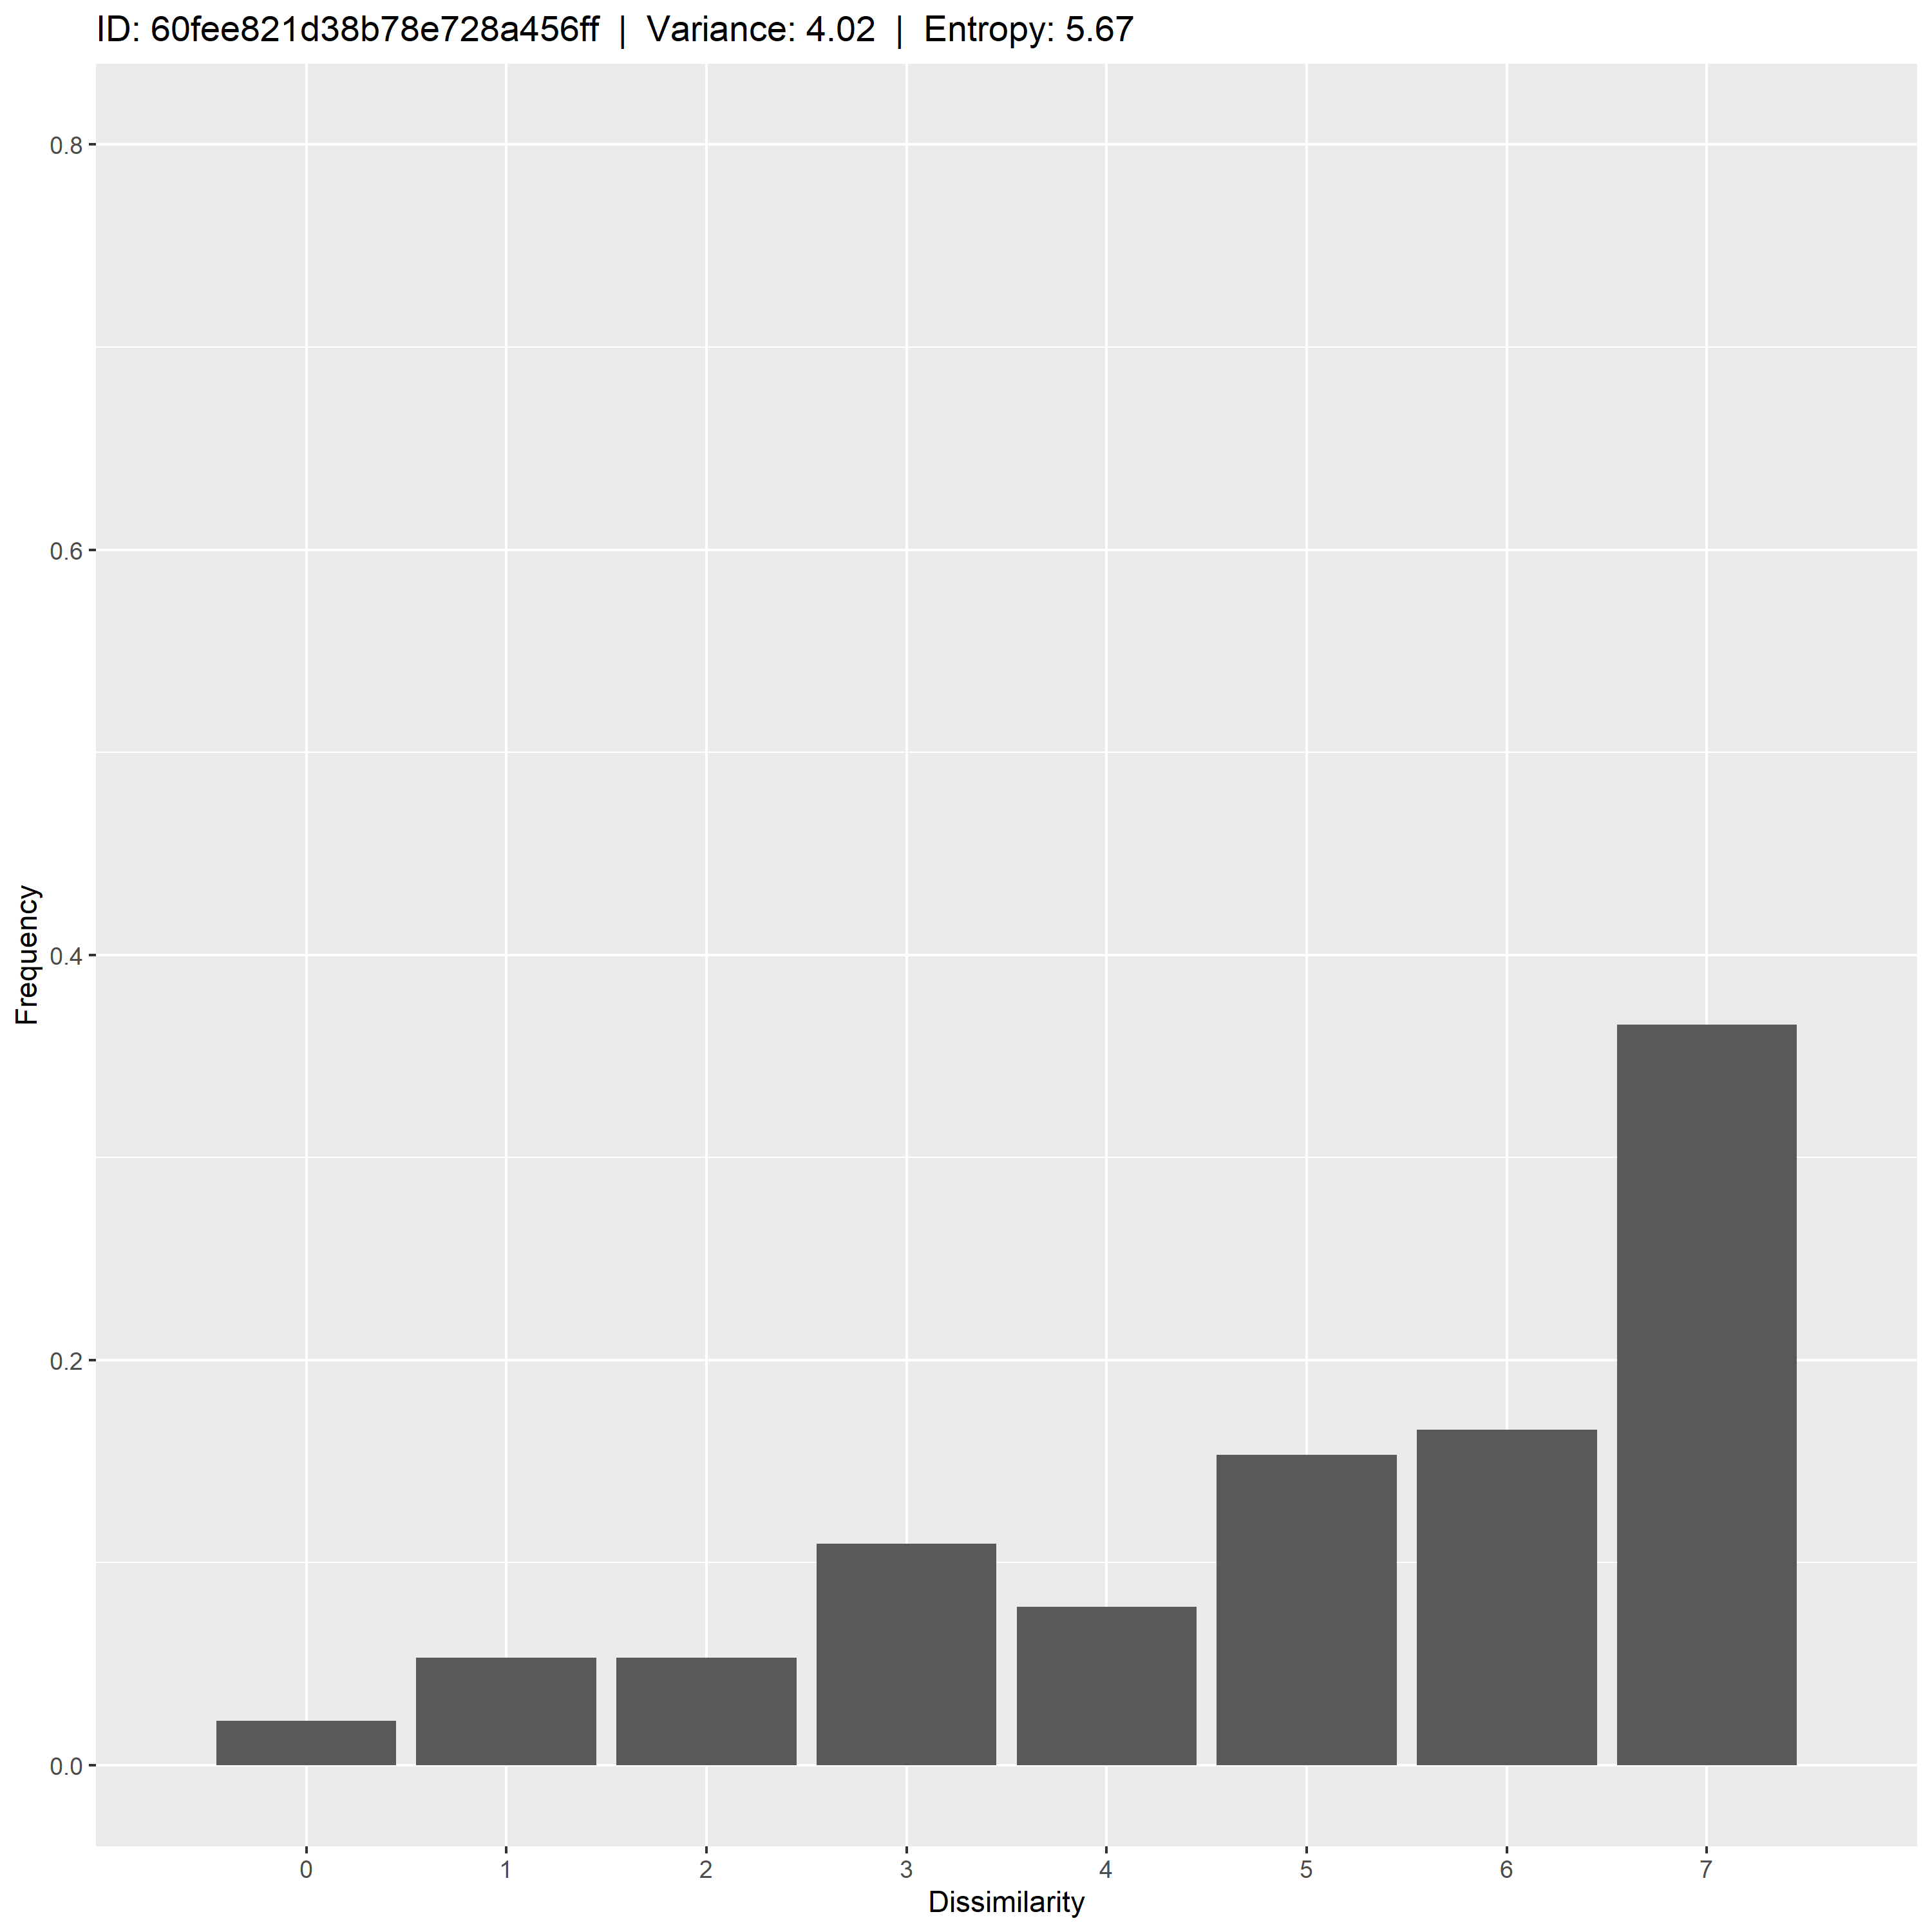 ID: 60fee821d38b78e728a456ff | Variance: 4.02 | Entropy: 5.67
Frequency
0.8
0.6
0.4
0.2
0.0
0 1 2 3 4 5 6 7
Dissimilarity